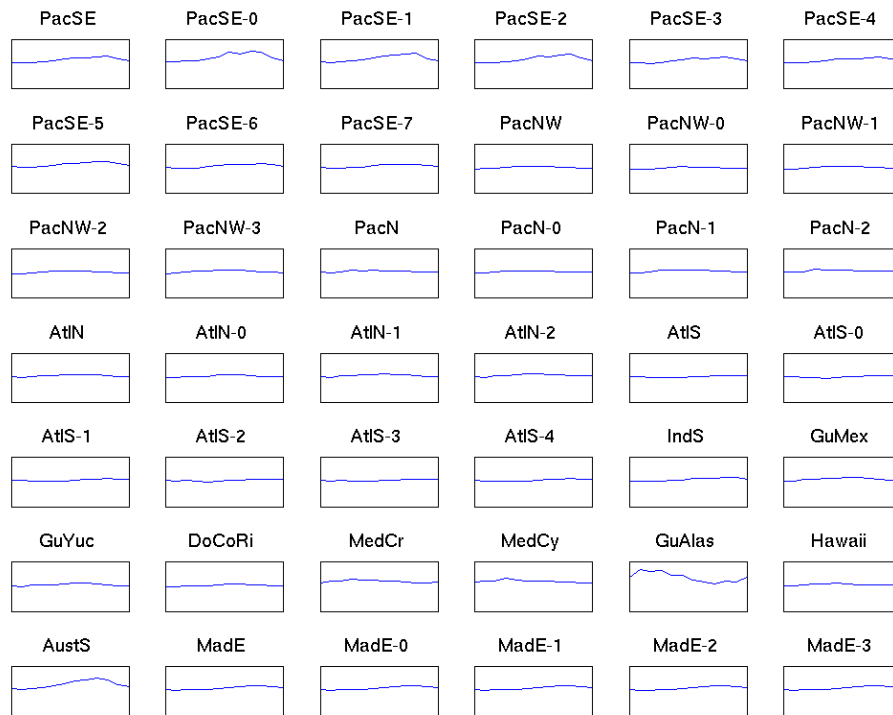 PacSE PacSE-0 PacSE-1 PacSE-2 PacSE-3 PacSE-4
PacSE-5 PacSE-6 PacSE-7 PacNW PacNW-0 PacNW-1
PacNW-2 PacNW-3 PacN PacN-0 PacN-1 PacN-2
AtlN AtlN-0 AtlN-1 AtlN-2 AtlS AtlS-0
AtlS-1 AtlS-2 AtlS-3 AtlS-4 IndS GuMex
GuYuc DoCoRi MedCr MedCy GuAlas Hawaii
AustS MadE MadE-0 MadE-1 MadE-2 MadE-3